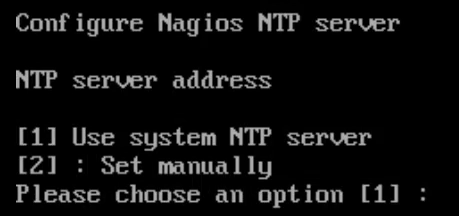 Configure Nagios NTP server
NTP server address
[1] Use system NTP server
[2] : Set manually
Please choose an option [1] :